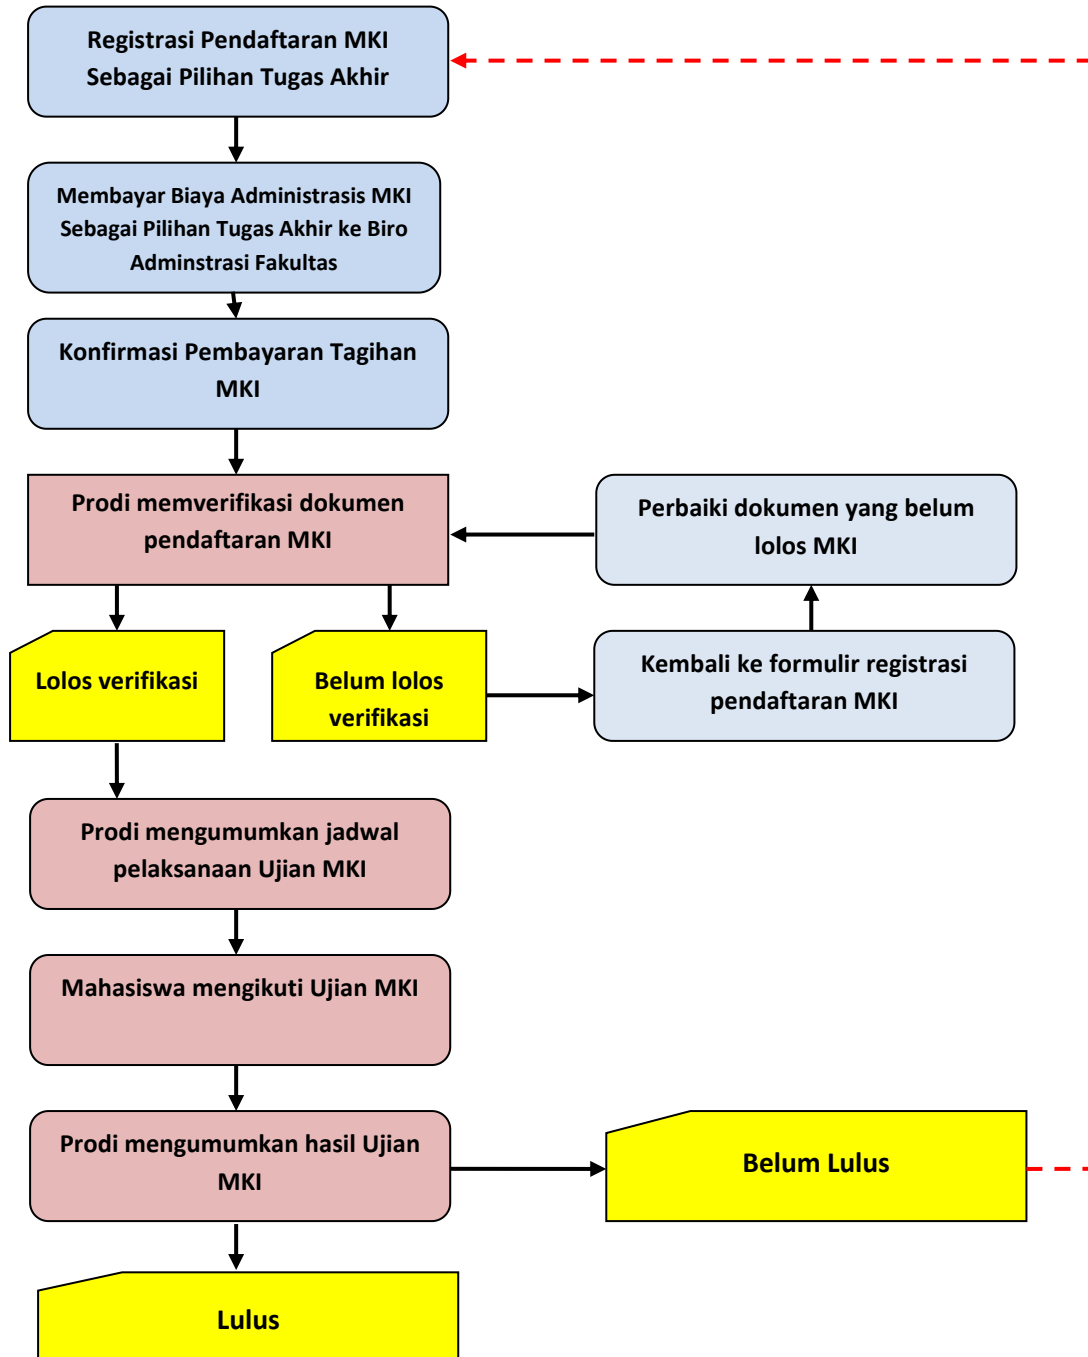 Registrasi Pendaftaran MKI
Sebagai Pilihan Tugas Akhir
Membayar Biaya Administrasis MKI
Sebagai Pilihan Tugas Akhir ke Biro
Adminstrasi Fakultas
Konfirmasi Pembayaran Tagihan
MKI
Prodi memverifikasi dokumen
pendaftaran MKI
Perbaiki dokumen yang belum
lolos MKI
Lolos verifikasi
Belum lolos
verifikasi
Kembali ke formulir registrasi
pendaftaran MKI
Prodi mengumumkan jadwal
pelaksanaan Ujian MKI
Mahasiswa mengikuti Ujian MKI
Prodi mengumumkan hasil Ujian
MKI
Belum Lulus
Lulus